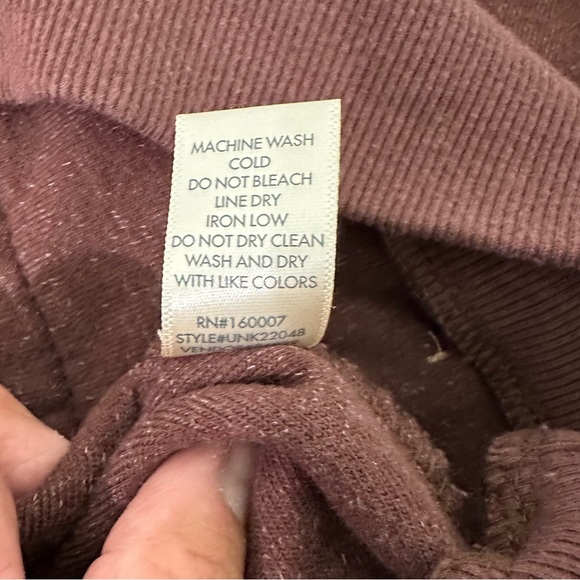 MACHINE WASH
COLD
DO NOT BLEACH
LINE DRY
IRON LOW
DO NOT DRY CLEAN
WASH AND DRY
WITH LIKE COLORS
RN#160007
STYLE#UNK22048